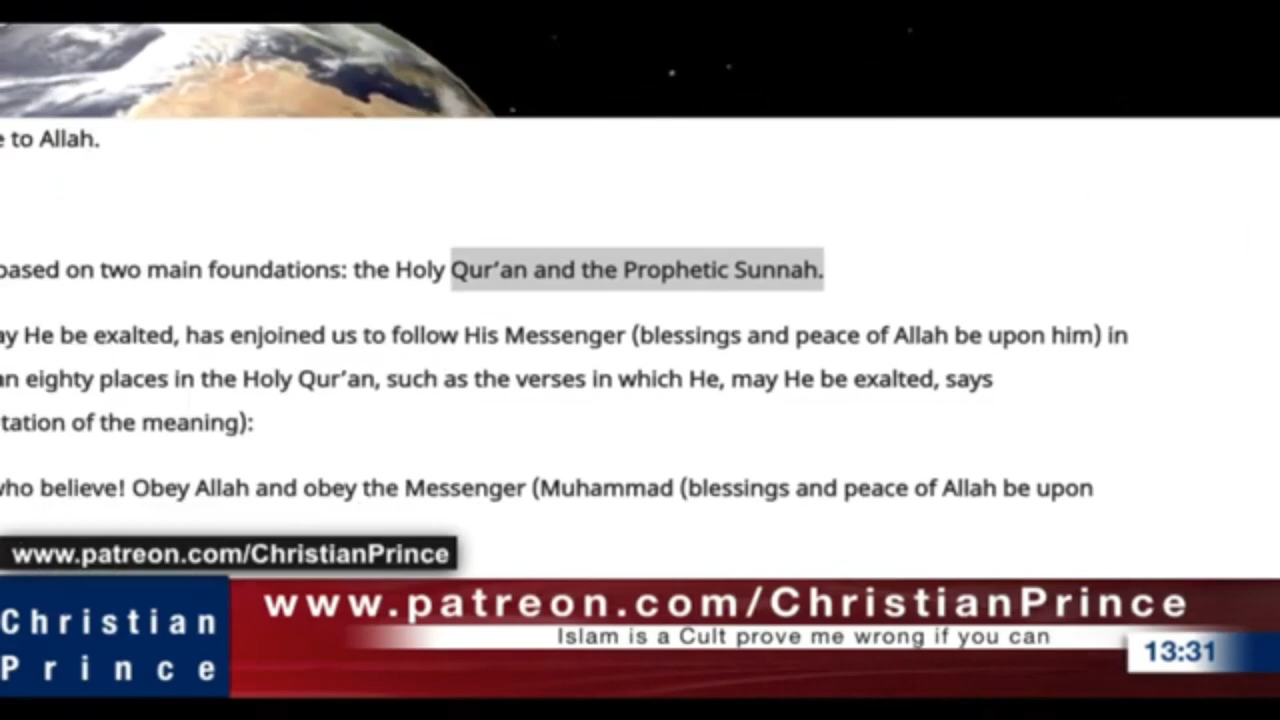 e to Allah.
based on two main foundations: the Holy Qur’an and the Prophetic Sunnah.
ay He be exalted, has enjoined us to follow His Messenger (blessings and peace of Allah be upon him) in
an eighty places in the Holy Qur’an, such as the verses in which He, may He be exalted, says
tation of the meaning):
who believe! Obey Allah and obey the Messenger (Muhammad (blessings and peace of Allah be upon
www.patreon.com/ChristianPrince
Christian
Prince
www.patreon.com/ChristianPrince
Islam is a Cult prove me wrong if you can
13:31